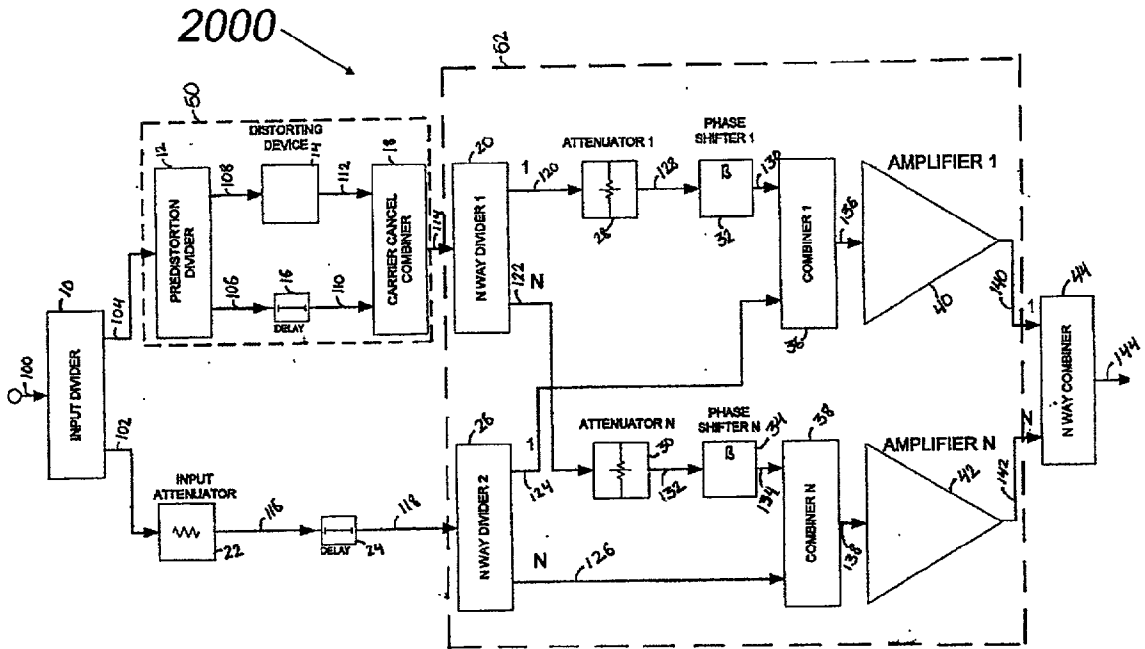 2000
52
50
DISTORTING
DEVICE
12
108
14
112
18
PREDISTORTION
DIVIDER
CARRIER CANCEL
COMBINER
106
16
110
DELAY
114
10
104
100
INPUT DIVIDER
102
INPUT
ATTENUATOR
22
116
DELAY
24
118
20
N WAY DIVIDER 1
1
120
N
122
ATTENUATOR 1
28
128
PHASE
SHIFTER 1
β
32
130
COMBINER 1
36
136
AMPLIFIER 1
40
140
26
N WAY DIVIDER 2
1
124
N
126
ATTENUATOR N
30
132
PHASE
SHIFTER N
34
β
134
38
COMBINER N
138
AMPLIFIER N
42
142
44
1
N
N WAY COMBINER
144